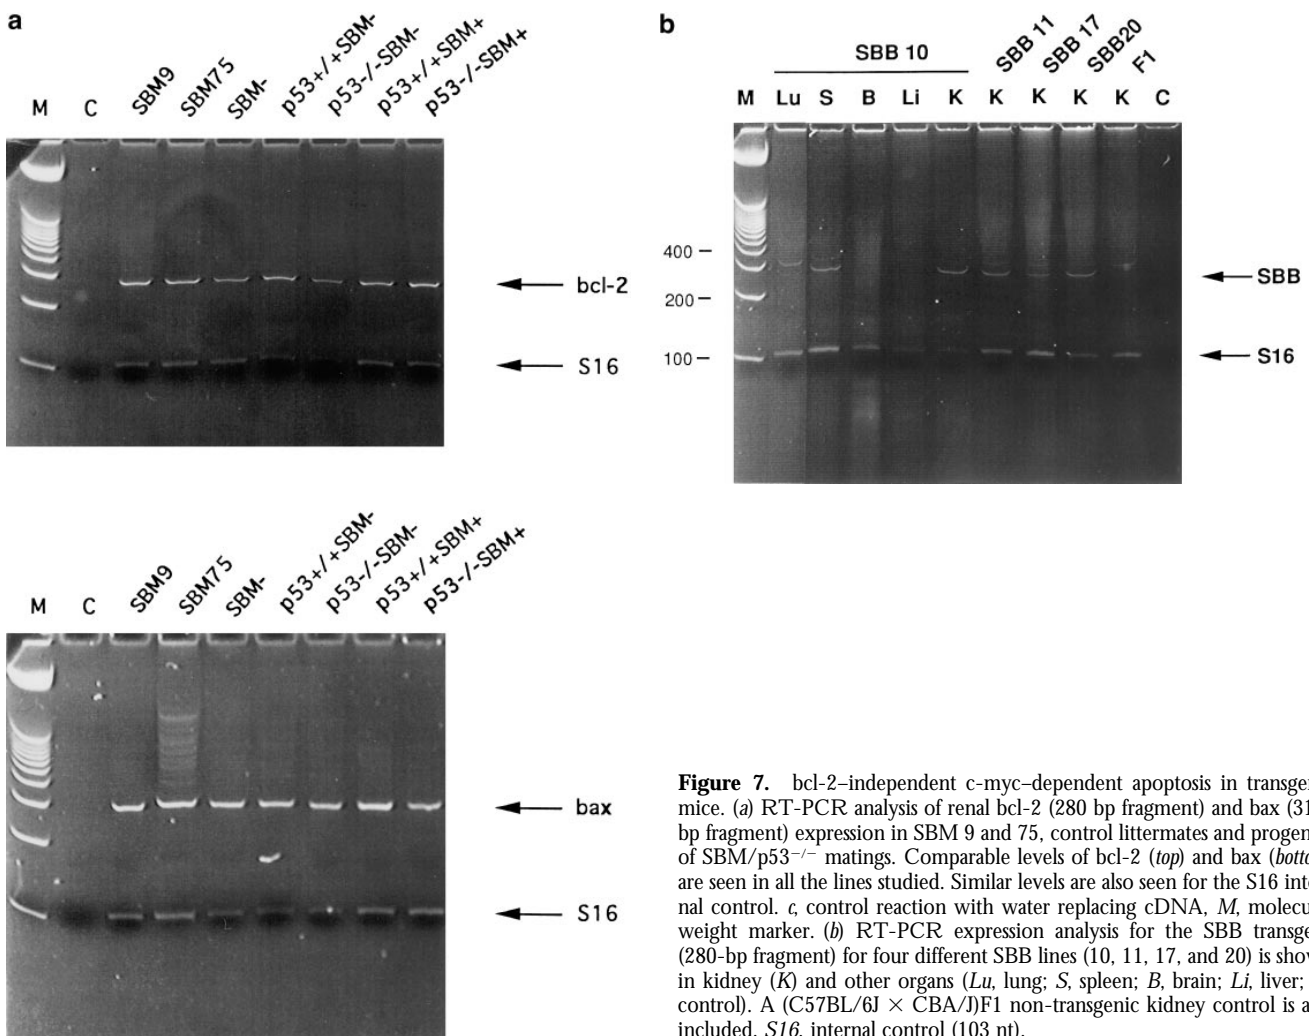 a
M C SBM9 SBM75 SBM- p53+/+SBM- p53-/-SBM- p53+/+SBM+ p53-/-SBM+
bcl-2
S16
M C SBM9 SBM75 SBM- p53+/+SBM- p53-/-SBM- p53+/+SBM+ p53-/-SBM+
bax
S16
b
SBB 10 SBB 11 SBB 17 SBB20 F1
M Lu S B Li K K K K K C
400
200
100
SBB
S16
Figure 7. bcl-2–independent c-myc–dependent apoptosis in transgen
mice. (a) RT-PCR analysis of renal bcl-2 (280 bp fragment) and bax (31
bp fragment) expression in SBM 9 and 75, control littermates and progen
of SBM/p53−/− matings. Comparable levels of bcl-2 (top) and bax (botto
are seen in all the lines studied. Similar levels are also seen for the S16 inte
nal control. c, control reaction with water replacing cDNA, M, molecu
weight marker. (b) RT-PCR expression analysis for the SBB transge
(280-bp fragment) for four different SBB lines (10, 11, 17, and 20) is show
in kidney (K) and other organs (Lu, lung; S, spleen; B, brain; Li, liver;
control). A (C57BL/6J × CBA/J)F1 non-transgenic kidney control is a
included. S16, internal control (103 nt).